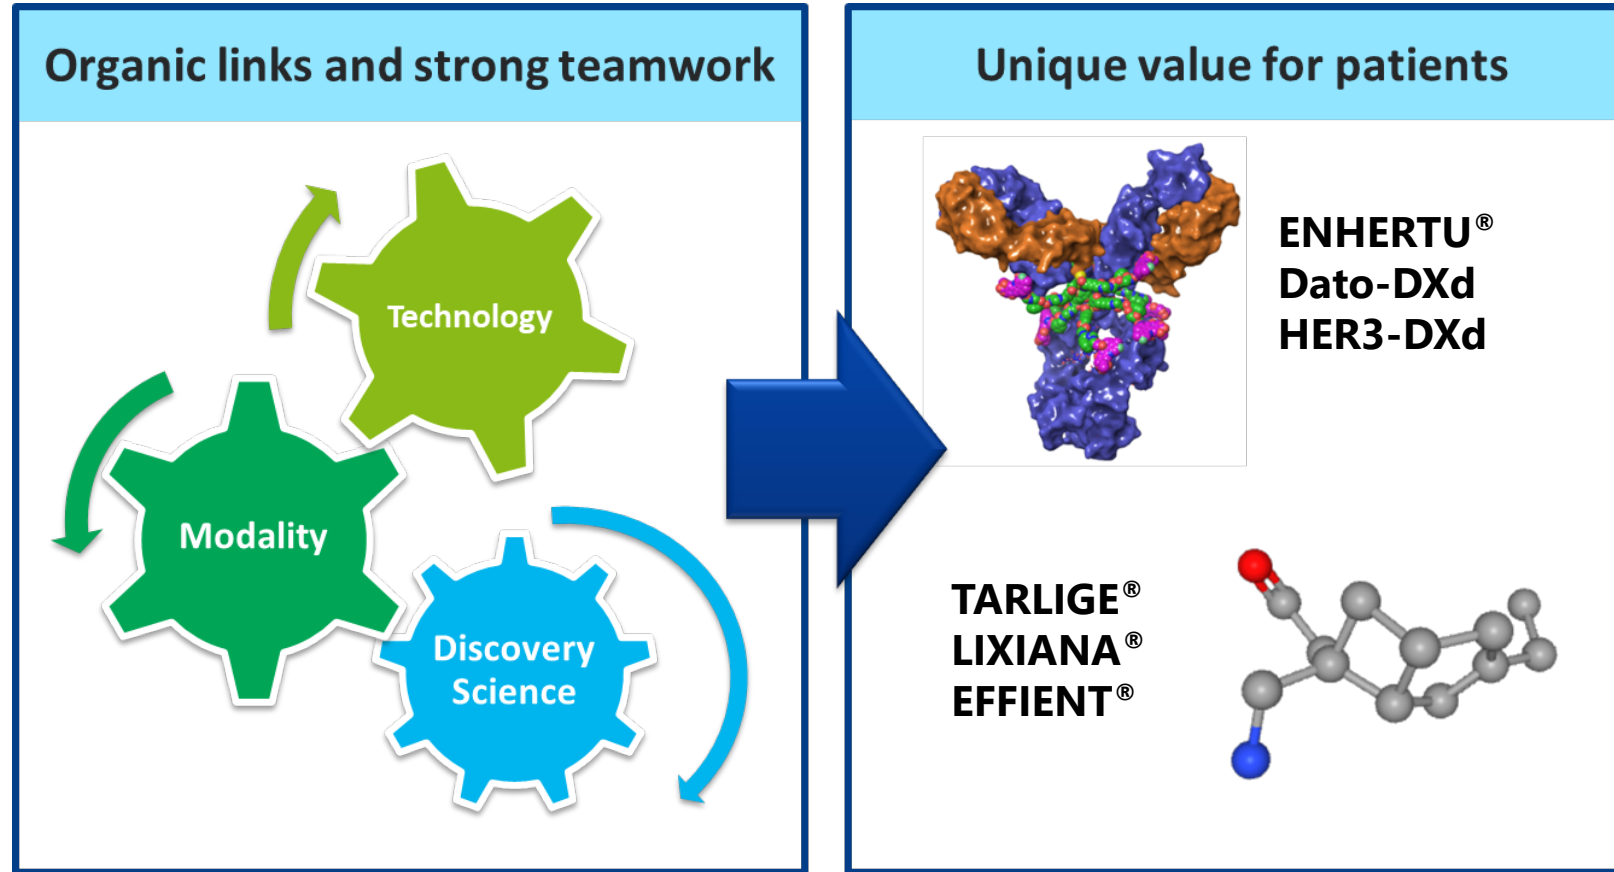 Organic links and strong teamwork
Technology
Modality
Discovery
Science
Unique value for patients
ENHERTU®
Dato-DXd
HER3-DXd
TARLIGE®
LIXIANA®
EFFIENT®